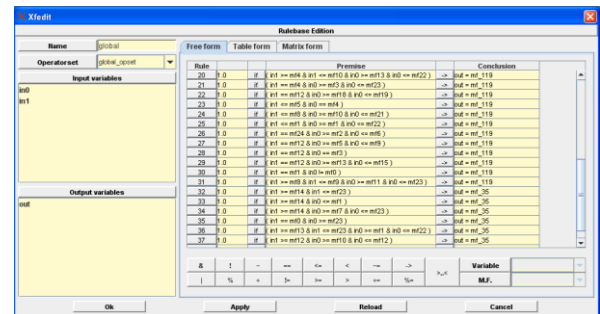 Xfedit
Rulebase Edition
Name global
Operatorset global_opset
Input variables
in0
in1
Output variables
out
Free form Table form Matrix form
Rule Premise Conclusion
20 1.0 if ( in1 >= mf4 & in1 <= mf10 & in0 >= mf13 & in0 <= mf22 ) -> out = mf_119
21 1.0 if ( in1 == mf4 & in0 >= mf3 & in0 <= mf23 ) -> out = mf_119
22 1.0 if ( in1 == mf12 & in0 >= mf18 & in0 <= mf19 ) -> out = mf_119
23 1.0 if ( in1 <= mf5 & in0 == mf4 ) -> out = mf_119
24 1.0 if ( in1 <= mf8 & in0 >= mf10 & in0 <= mf21 ) -> out = mf_119
25 1.0 if ( in1 == mf1 & in0 >= mf1 & in0 <= mf22 ) -> out = mf_119
26 1.0 if ( in1 == mf24 & in0 >= mf2 & in0 <= mf6 ) -> out = mf_119
27 1.0 if ( in1 == mf12 & in0 >= mf5 & in0 <= mf9 ) -> out = mf_119
28 1.0 if ( in1 == mf12 & in0 == mf3 ) -> out = mf_119
29 1.0 if ( in1 == mf12 & in0 >= mf13 & in0 <= mf15 ) -> out = mf_119
30 1.0 if ( in1 == mf1 & in0 != mf0 ) -> out = mf_119
31 1.0 if ( in1 >= mf8 & in1 <= mf9 & in0 >= mf11 & in0 <= mf23 ) -> out = mf_119
32 1.0 if ( in1 >= mf14 & in1 <= mf23 ) -> out = mf_35
33 1.0 if ( in1 >= mf14 & in0 <= mf1 ) -> out = mf_35
34 1.0 if ( in1 >= mf14 & in0 >= mf7 & in0 <= mf23 ) -> out = mf_35
35 1.0 if ( in1 == mf0 & in0 == mf23 ) -> out = mf_35
36 1.0 if ( in1 >= mf13 & in1 <= mf23 & in0 >= mf1 & in0 <= mf22 ) -> out = mf_35
37 1.0 if ( in1 == mf12 & in0 >= mf10 & in0 <= mf12 ) -> out = mf_35
& ! ~ == <= < ~= -> >..< Variable
| % + != >= > += %= M.F.
Ok Apply Reload Cancel